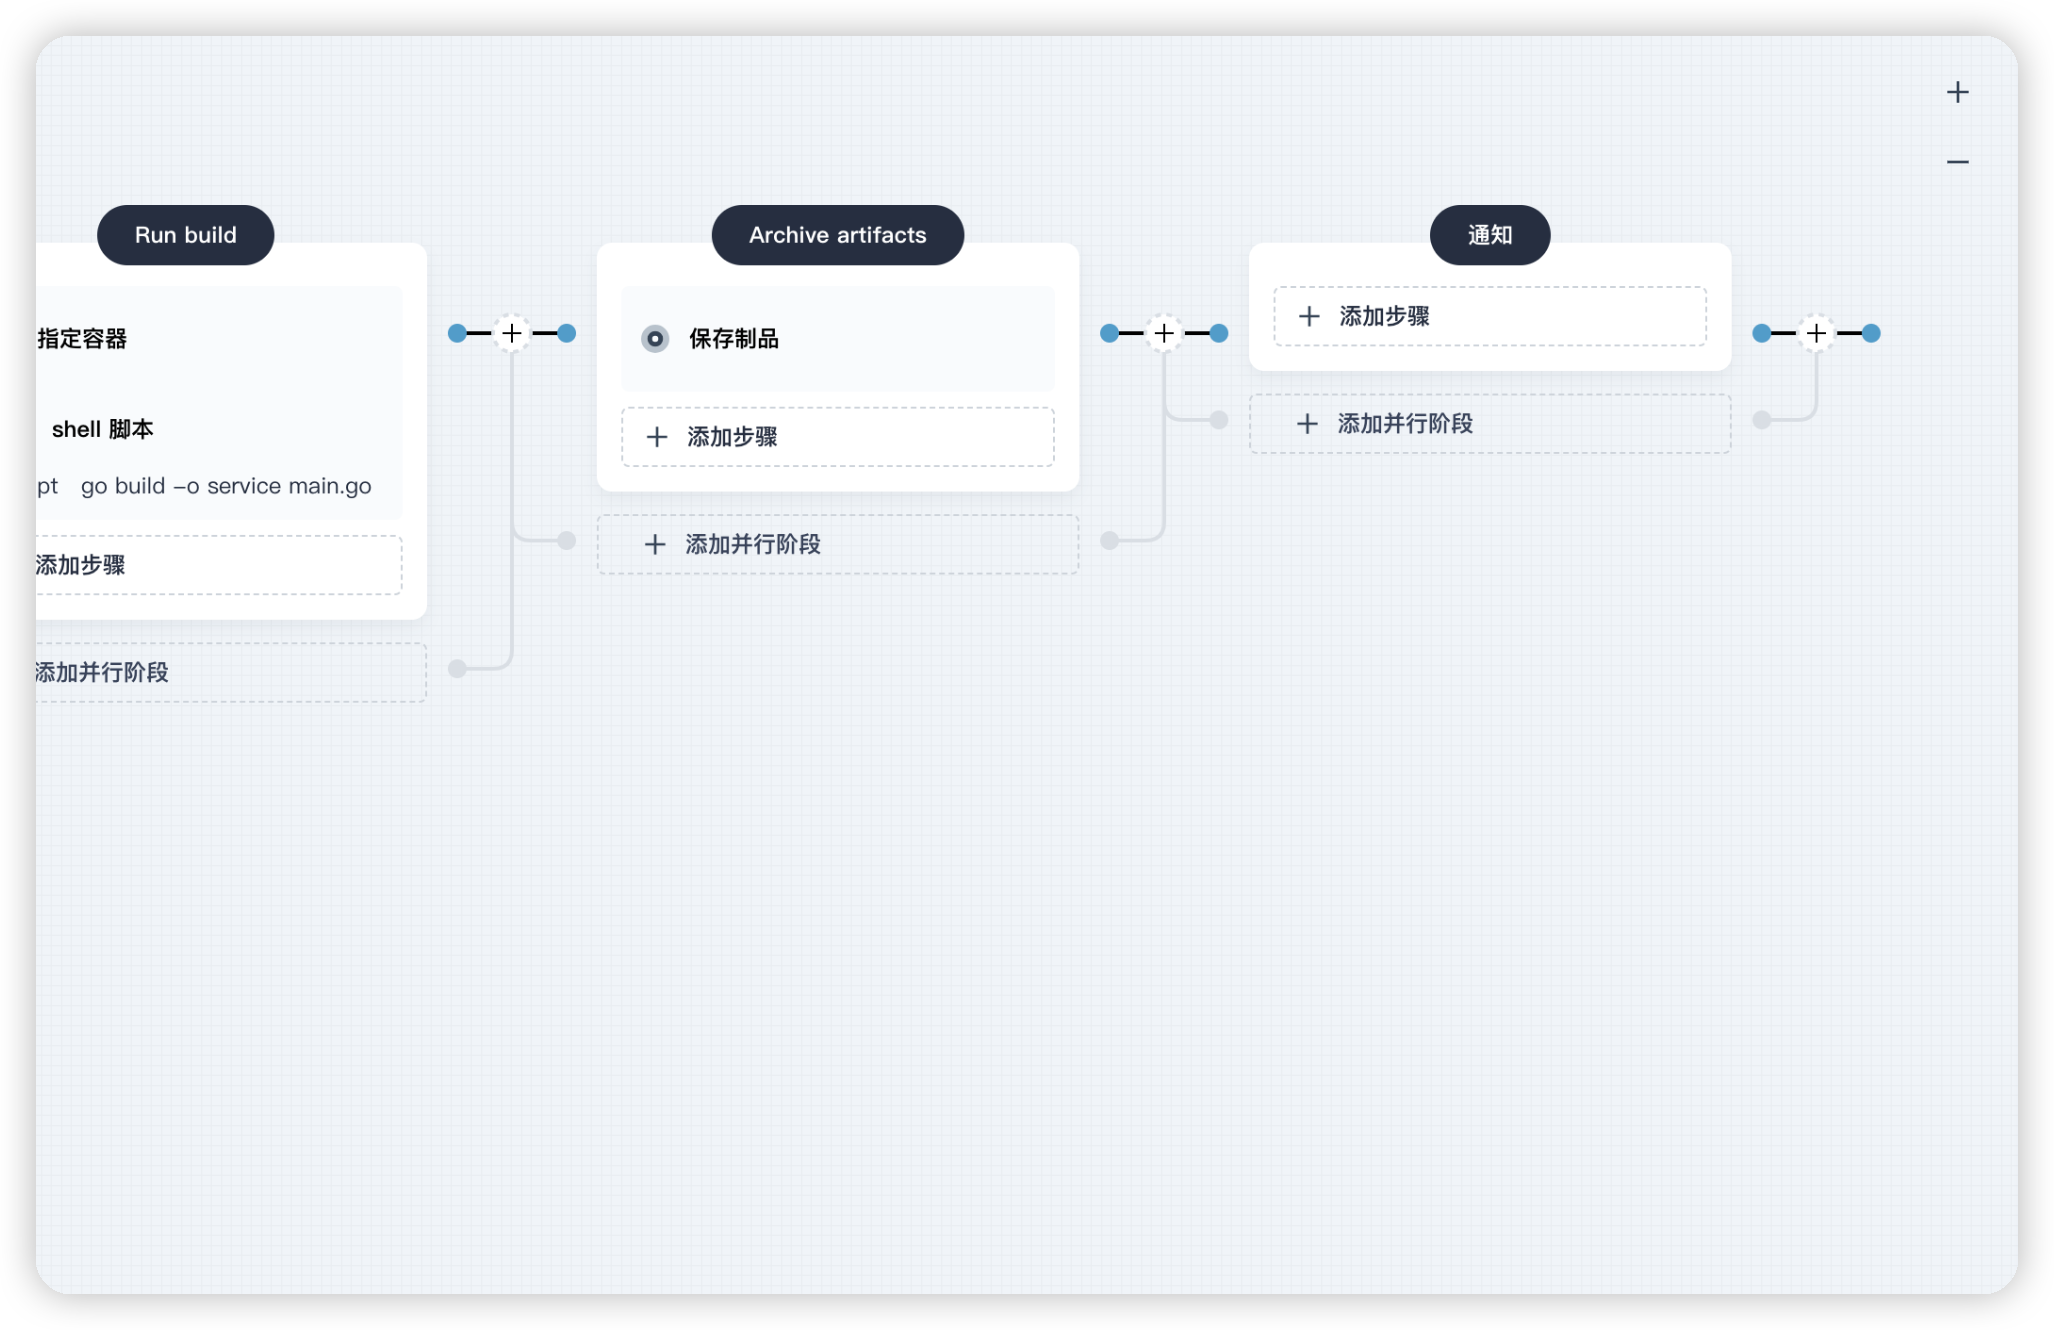 Run build
指定容器
shell 脚本
pt go build -o service main.go
添加步骤
添加并行阶段
Archive artifacts
保存制品
添加步骤
添加并行阶段
通知
添加步骤
添加并行阶段